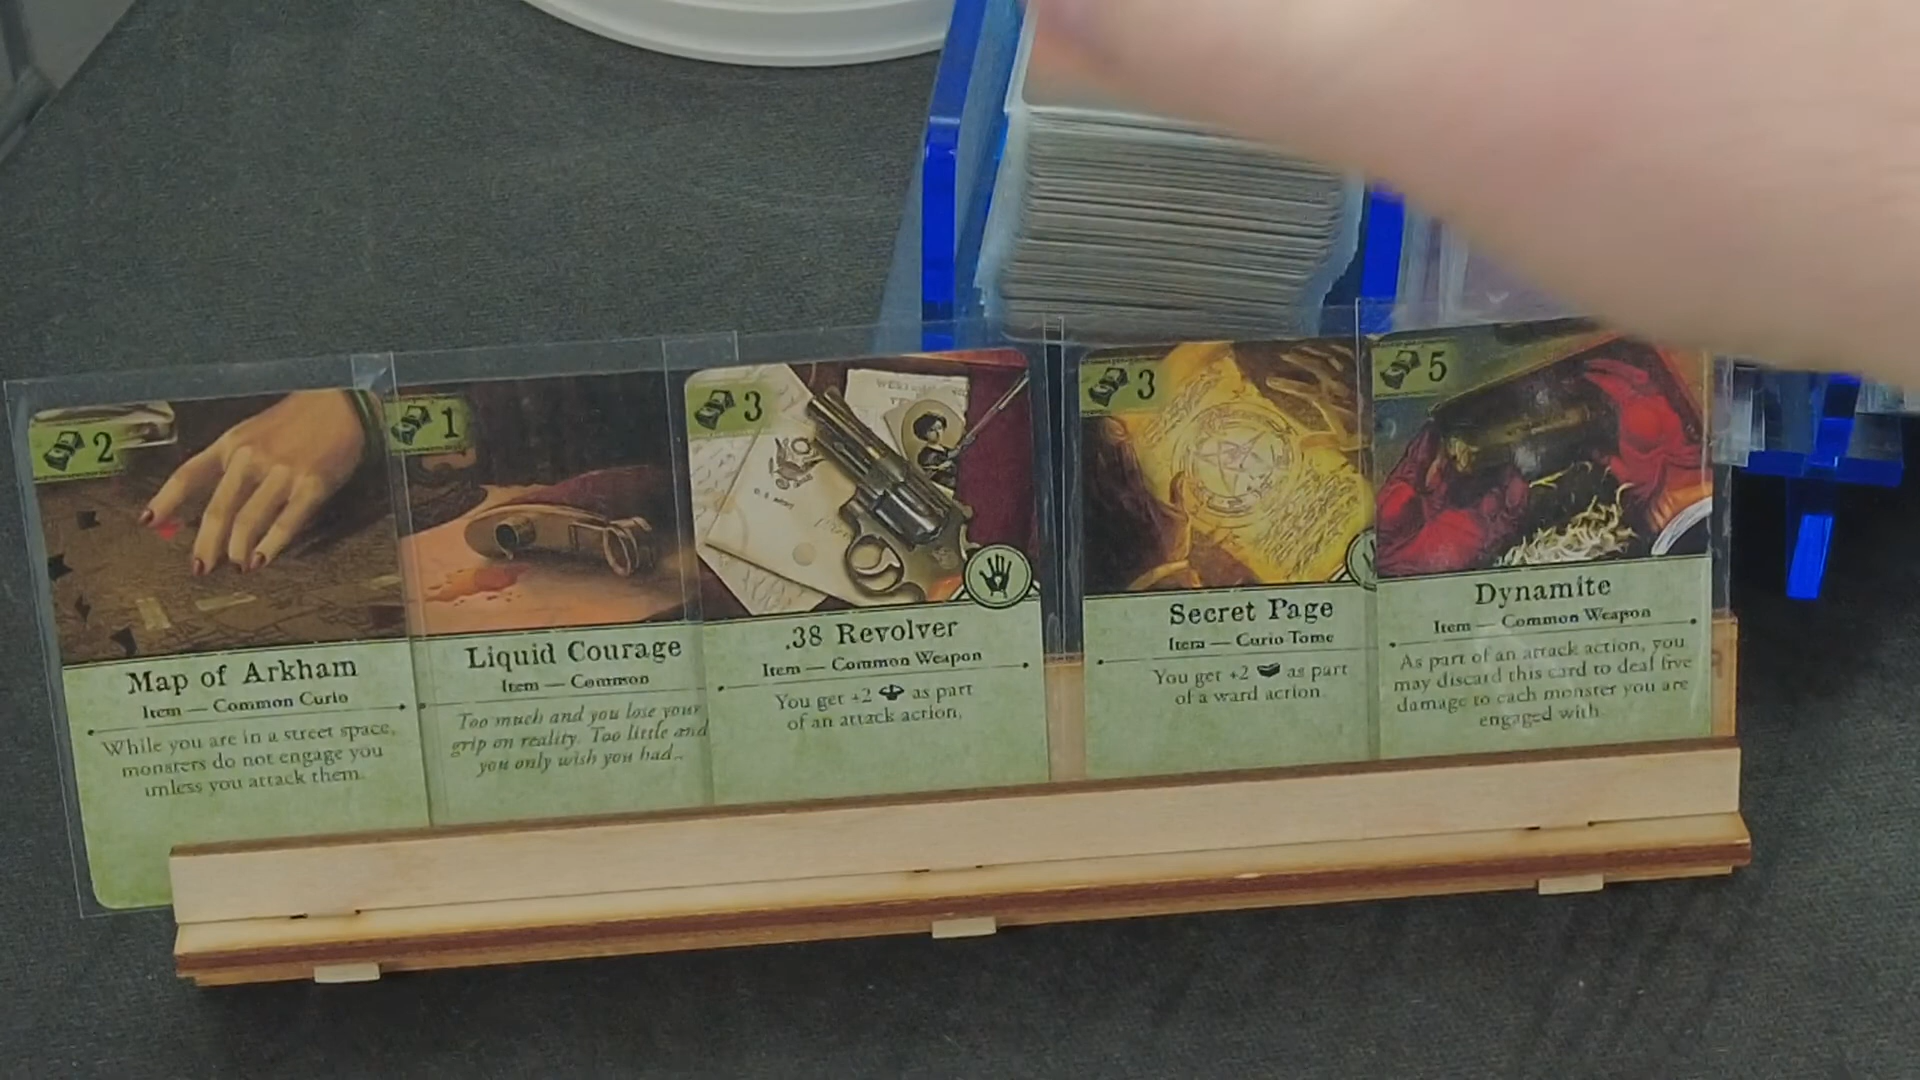 2
Map of Arkham
Item — Common Curio
While you are in a street space,
monsters do not engage you
unless you attack them.
1
Liquid Courage
Item — Common
Too much and you lose your
grip on reality. Too little and
you only wish you had...
3
.38 Revolver
Item — Common Weapon
You get +2 as part
of an attack action.
3
Secret Page
Item — Curio Tome
You get +2 as part
of a ward action.
5
Dynamite
Item — Common Weapon
As part of an attack action, you
may discard this card to deal five
damage to each monster you are
engaged with.